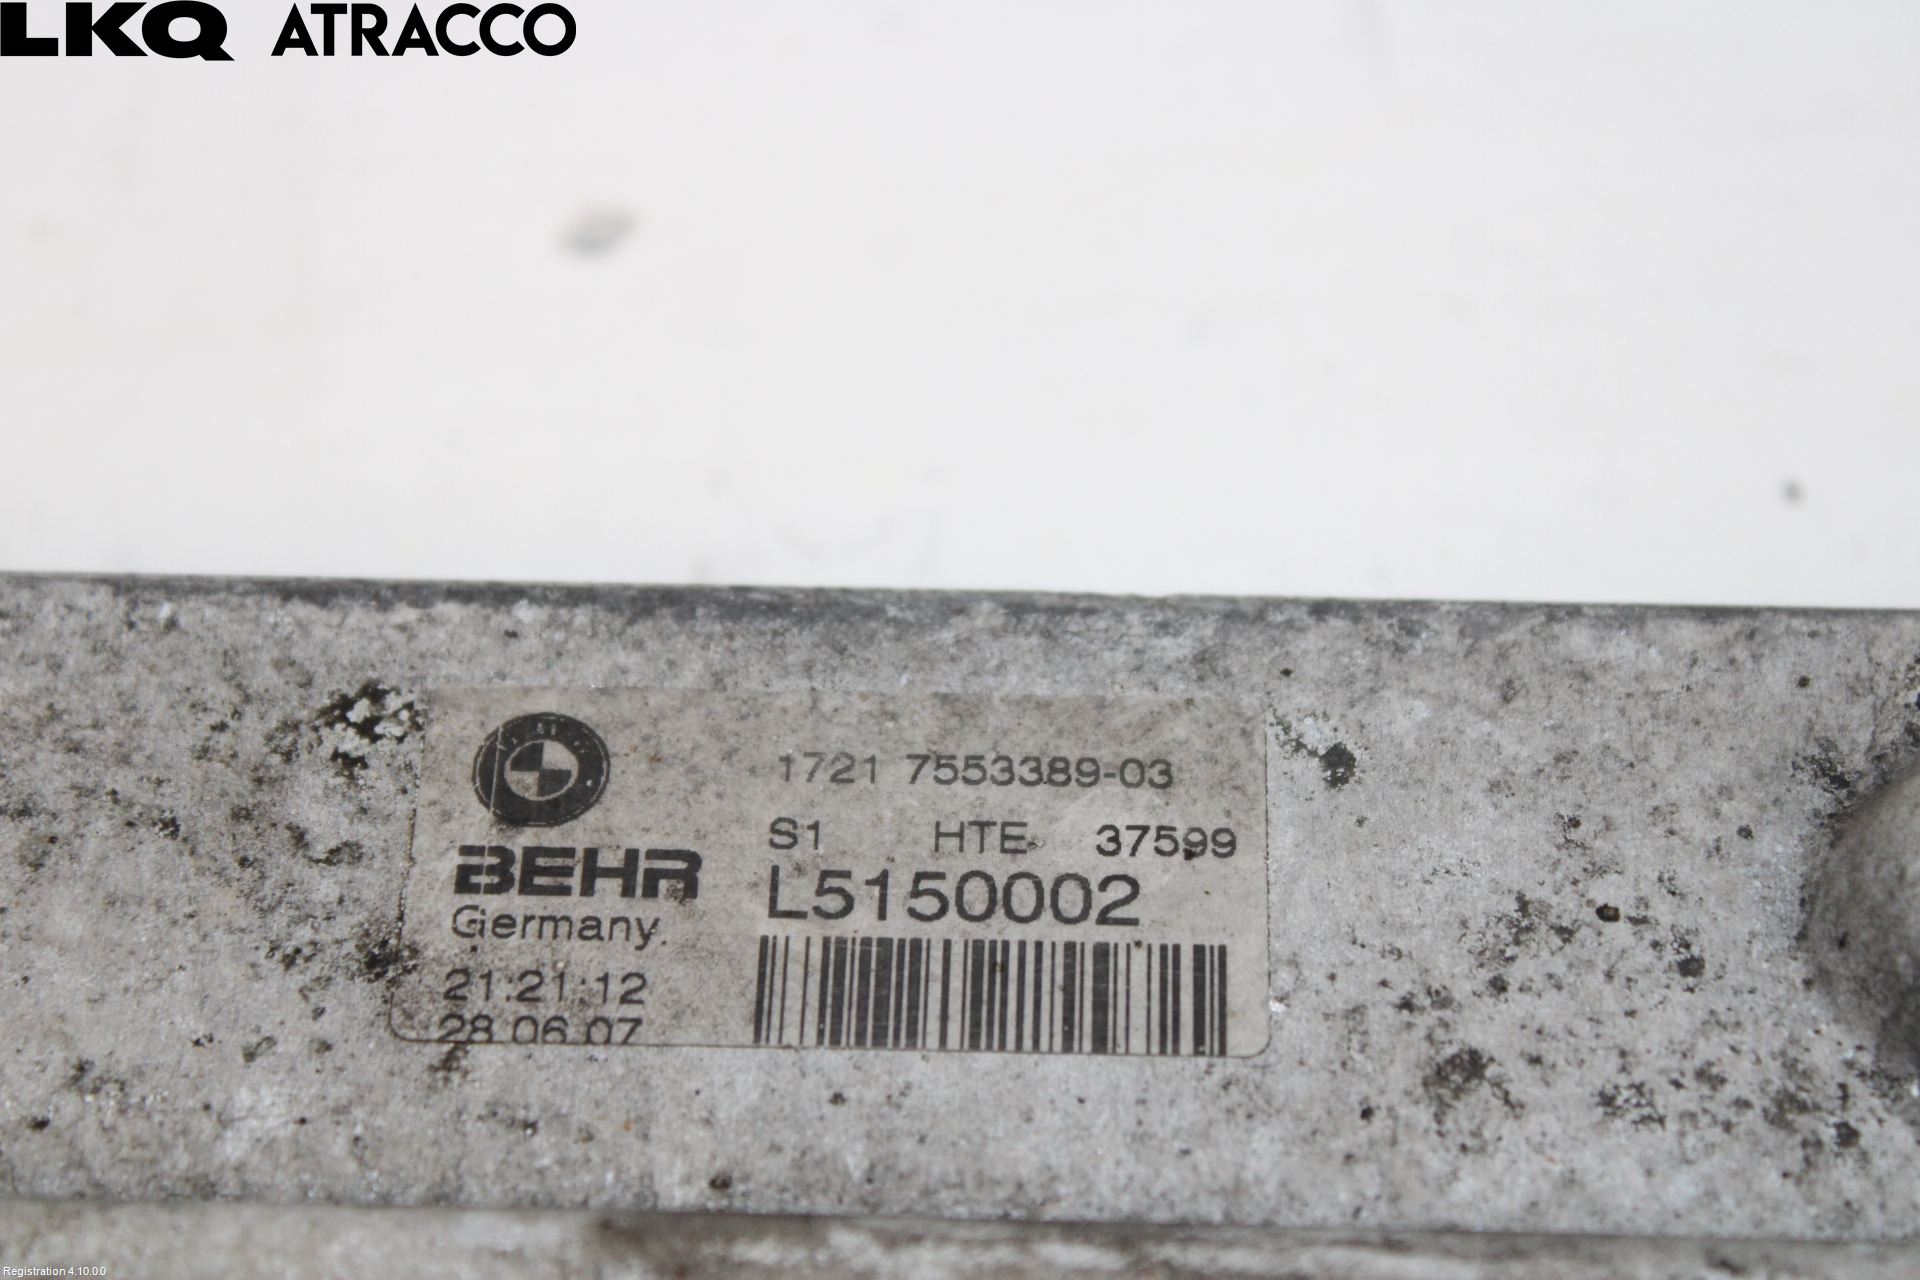 LKQ ATRACCO
1721 7553389-03
S1 HTE 37599
BEHR
L5150002
Germany
21:21:12
28.06.07
Registration 4.10.0.0